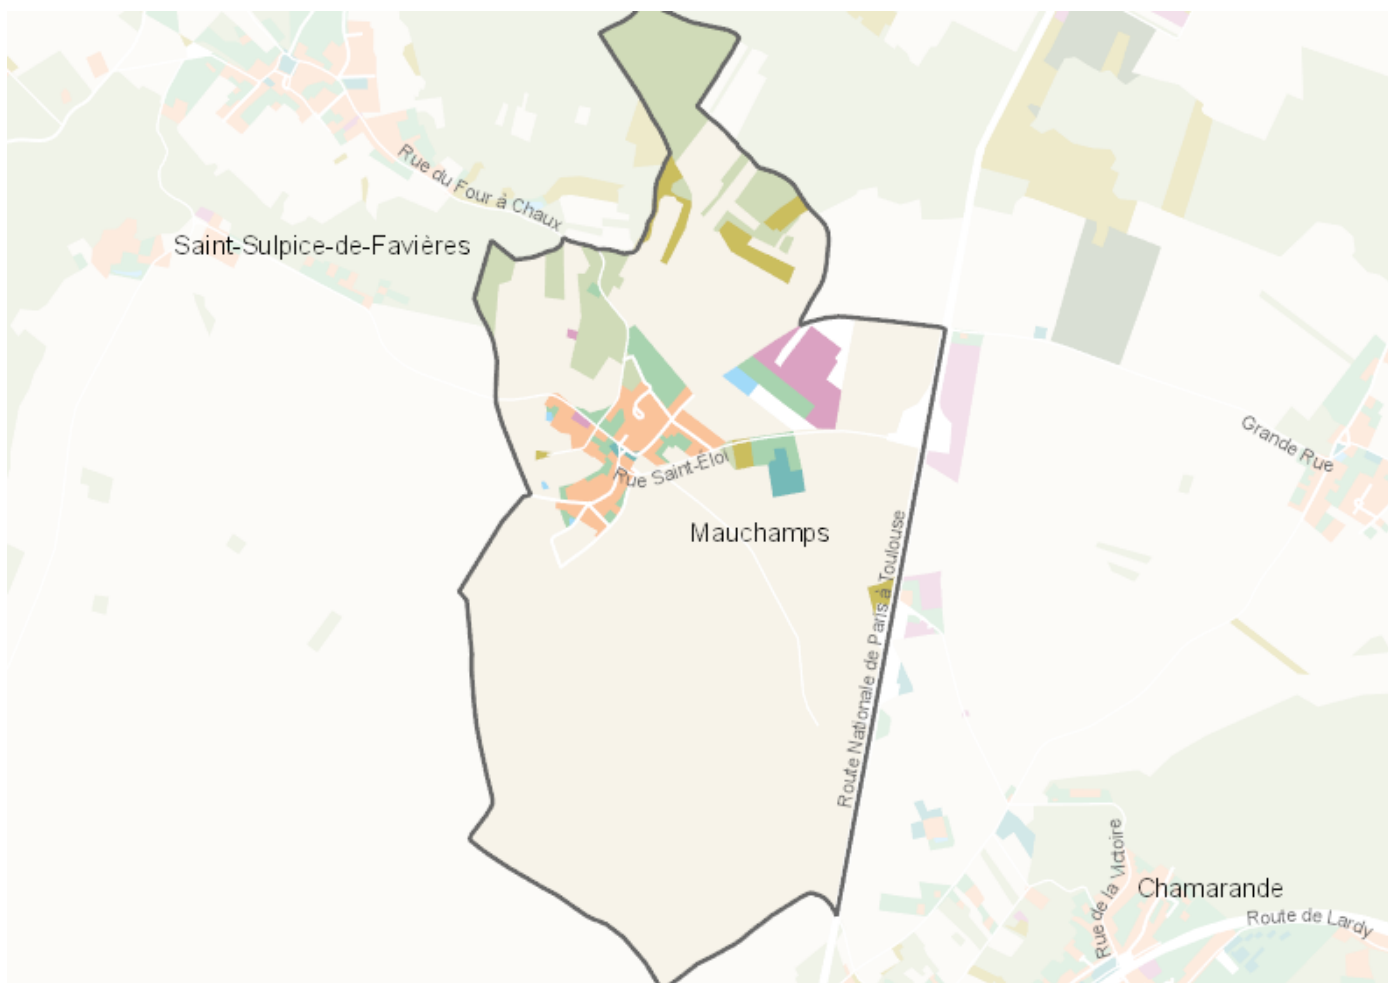 Rue du Four à Chaux
Saint-Sulpice-de-Favières
Grande Rue
Rue Saint-Éloi
Mauchamps
Route Nationale de Paris à Toulouse
Rue de la Victoire
Chamarande
Route de Lardy